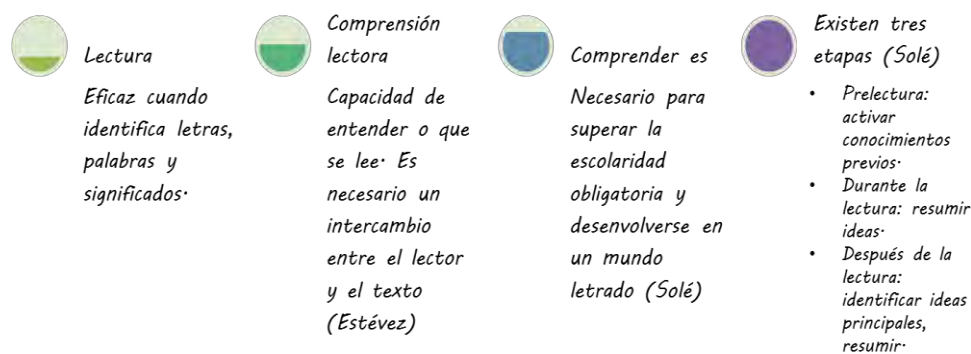 Lectura
Eficaz cuando
identifica letras,
palabras y
significados.
Comprensión
lectora
Capacidad de
entender o que
se lee. Es
necesario un
intercambio
entre el lector
y el texto
(Estévez)
Comprender es
Necesario para
superar la
escolaridad
obligatoria y
desenvolverse en
un mundo
letrado (Solé)
Existen tres
etapas (Solé)
• Prelectura:
activar
conocimientos
previos.
• Durante la
lectura: resumir
ideas.
• Después de la
lectura:
identificar ideas
principales,
resumir.